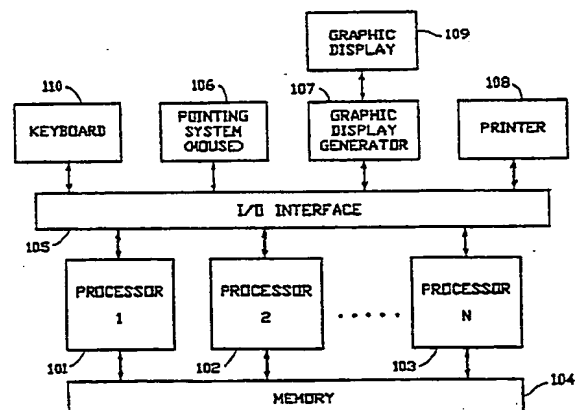 GRAPHIC
DISPLAY
109
110
106
107
108
KEYBOARD
POINTING
SYSTEM
<MOUSE>
GRAPHIC
DISPLAY
GENERATOR
PRINTER
I/O INTERFACE
105
PROCESSOR
1
PROCESSOR
2
.....
PROCESSOR
N
101
102
103
104
MEMORY